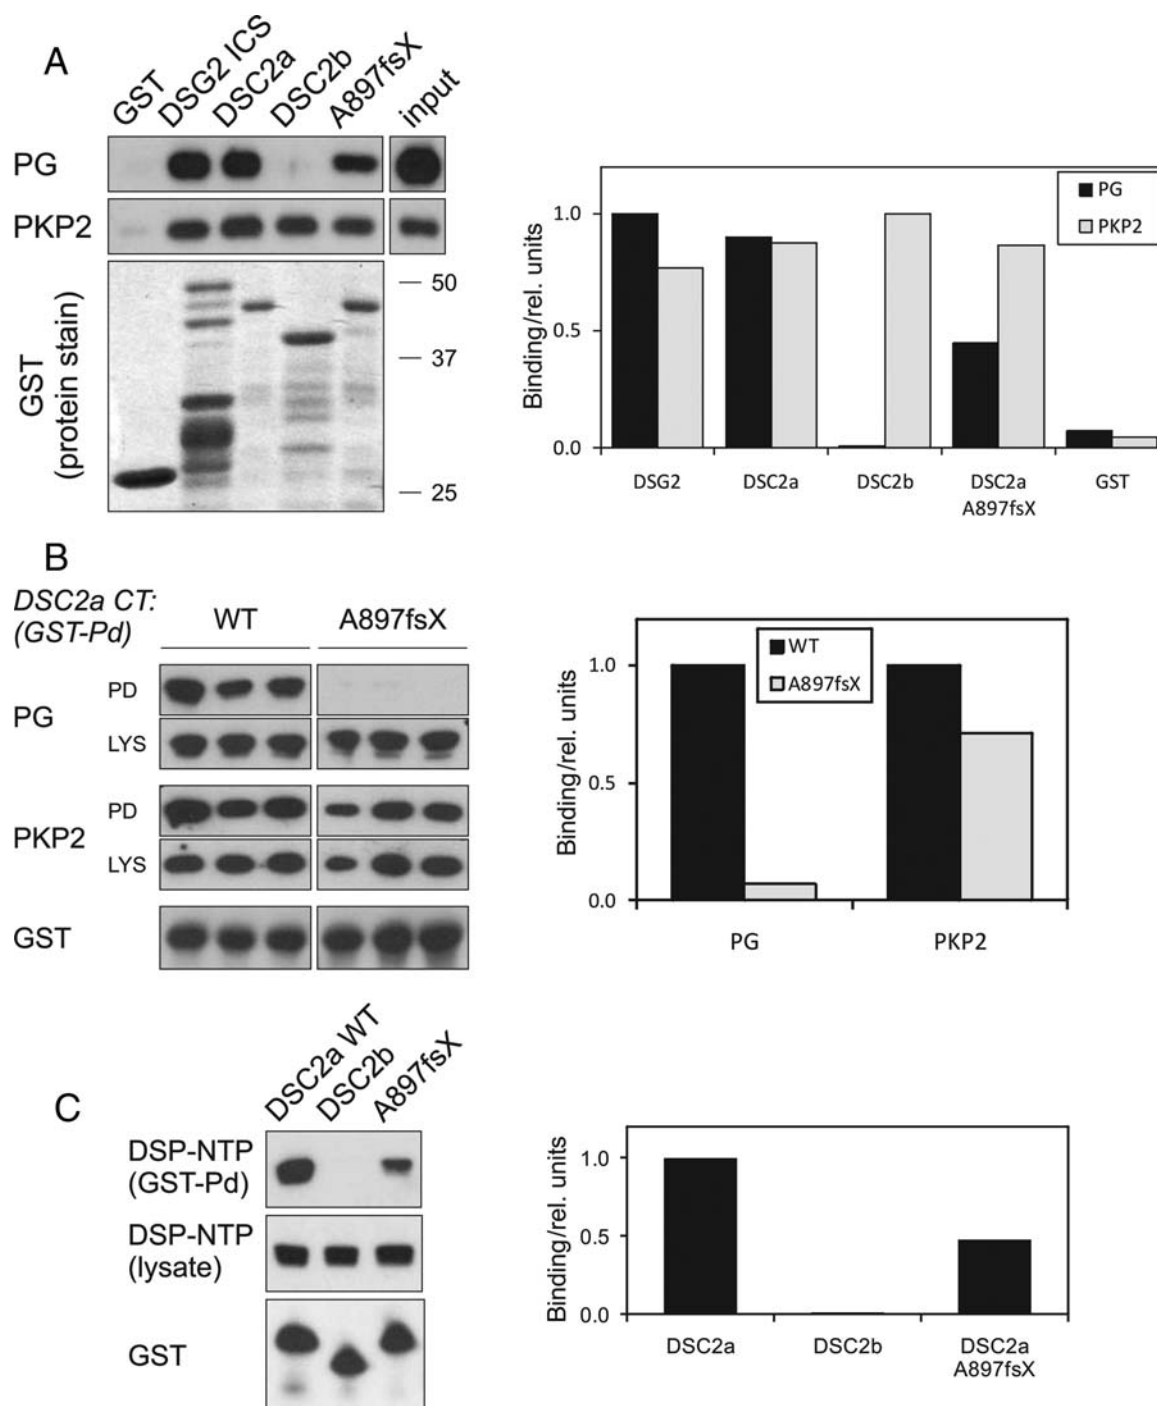 A
GST
DSG2 ICS
DSC2a
DSC2b
A897fsX
input
PG
PKP2
GST
(protein stain)
50
37
25
Binding/rel. units
1.0
0.5
0.0
PG
PKP2
DSG2
DSC2a
DSC2b
DSC2a
A897fsX
GST
B
DSC2a CT:
(GST-Pd)
WT
A897fsX
PG
PD
LYS
PKP2
PD
LYS
GST
Binding/rel. units
1.0
0.5
0.0
WT
A897fsX
PG
PKP2
C
DSC2a WT
DSC2b
A897fsX
DSP-NTP
(GST-Pd)
DSP-NTP
(lysate)
GST
Binding/rel. units
1.0
0.5
0.0
DSC2a
DSC2b
DSC2a
A897fsX